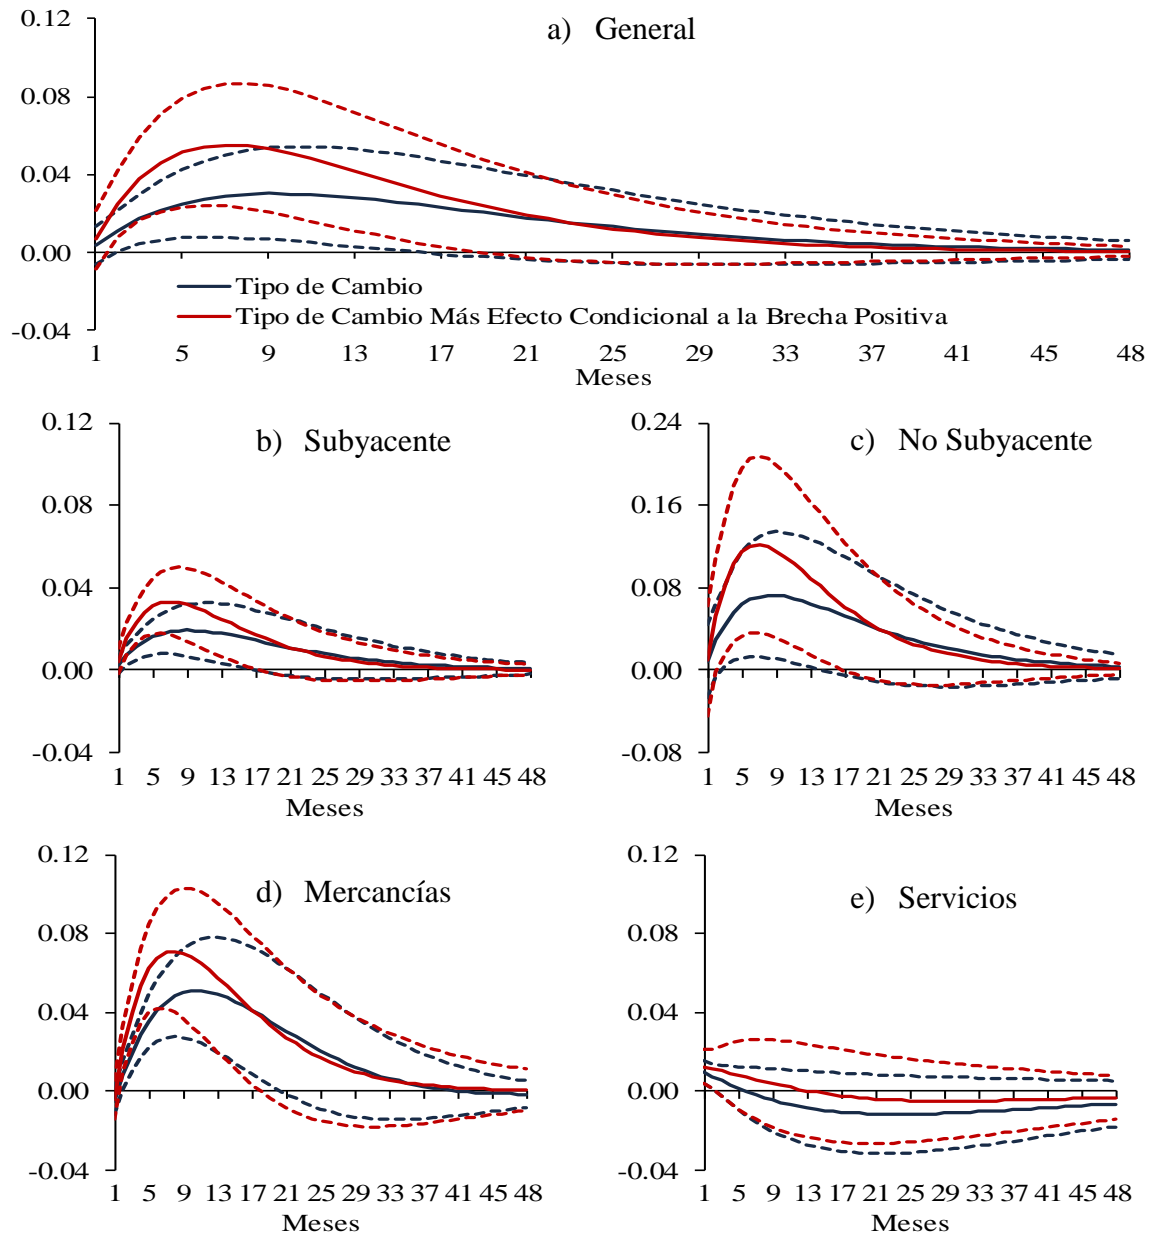 a) General
0.12
0.08
0.04
0.00
-0.04
Tipo de Cambio
Tipo de Cambio Más Efecto Condicional a la Brecha Positiva
1 5 9 13 17 21 25 29 33 37 41 45 48
Meses
b) Subyacente
0.12
0.08
0.04
0.00
-0.04
1 5 9 13 17 21 25 29 33 37 41 45 48
Meses
c) No Subyacente
0.24
0.16
0.08
0.00
-0.08
1 5 9 13 17 21 25 29 33 37 41 45 48
Meses
d) Mercancías
0.12
0.08
0.04
0.00
-0.04
1 5 9 13 17 21 25 29 33 37 41 45 48
Meses
e) Servicios
0.12
0.08
0.04
0.00
-0.04
1 5 9 13 17 21 25 29 33 37 41 45 48
Meses